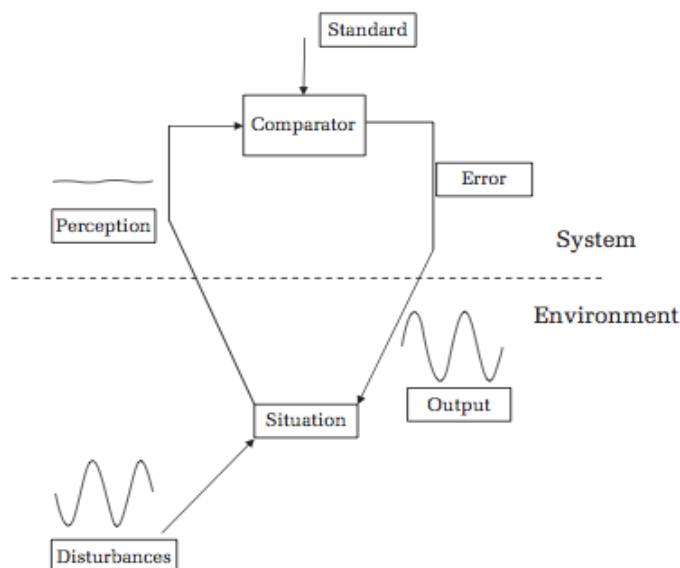 Standard
Comparator
Error
Perception
System
Environment
Output
Situation
Disturbances